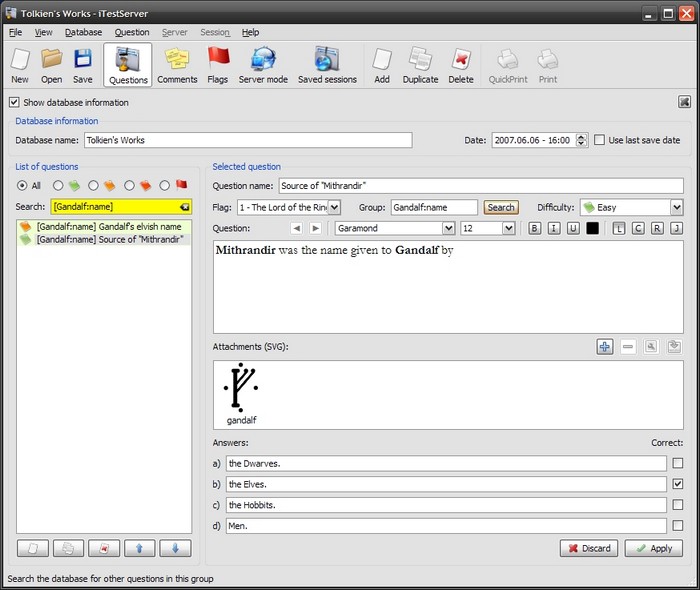 Tolkien's Works - iTestServer
File View Database Question Server Session Help
New Open Save Questions Comments Flags Server mode Saved sessions Add Duplicate Delete QuickPrint Print
Show database information
Database information
Database name: Tolkien's Works Date: 2007.06.06 - 16:00 Use last save date
List of questions
All
Search: [Gandalf:name]
[Gandalf:name] Gandalf's elvish name
[Gandalf:name] Source of "Mithrandir"
Selected question
Question name: Source of "Mithrandir"
Flag: 1 - The Lord of the Rin Group: Gandalf:name Search Difficulty: Easy
Question: Garamond 12 B I U L C R J
Mithrandir was the name given to Gandalf by
Attachments (SVG):
gandalf
Answers: Correct:
a) the Dwarves.
b) the Elves.
c) the Hobbits.
d) Men.
Discard Apply
Search the database for other questions in this group